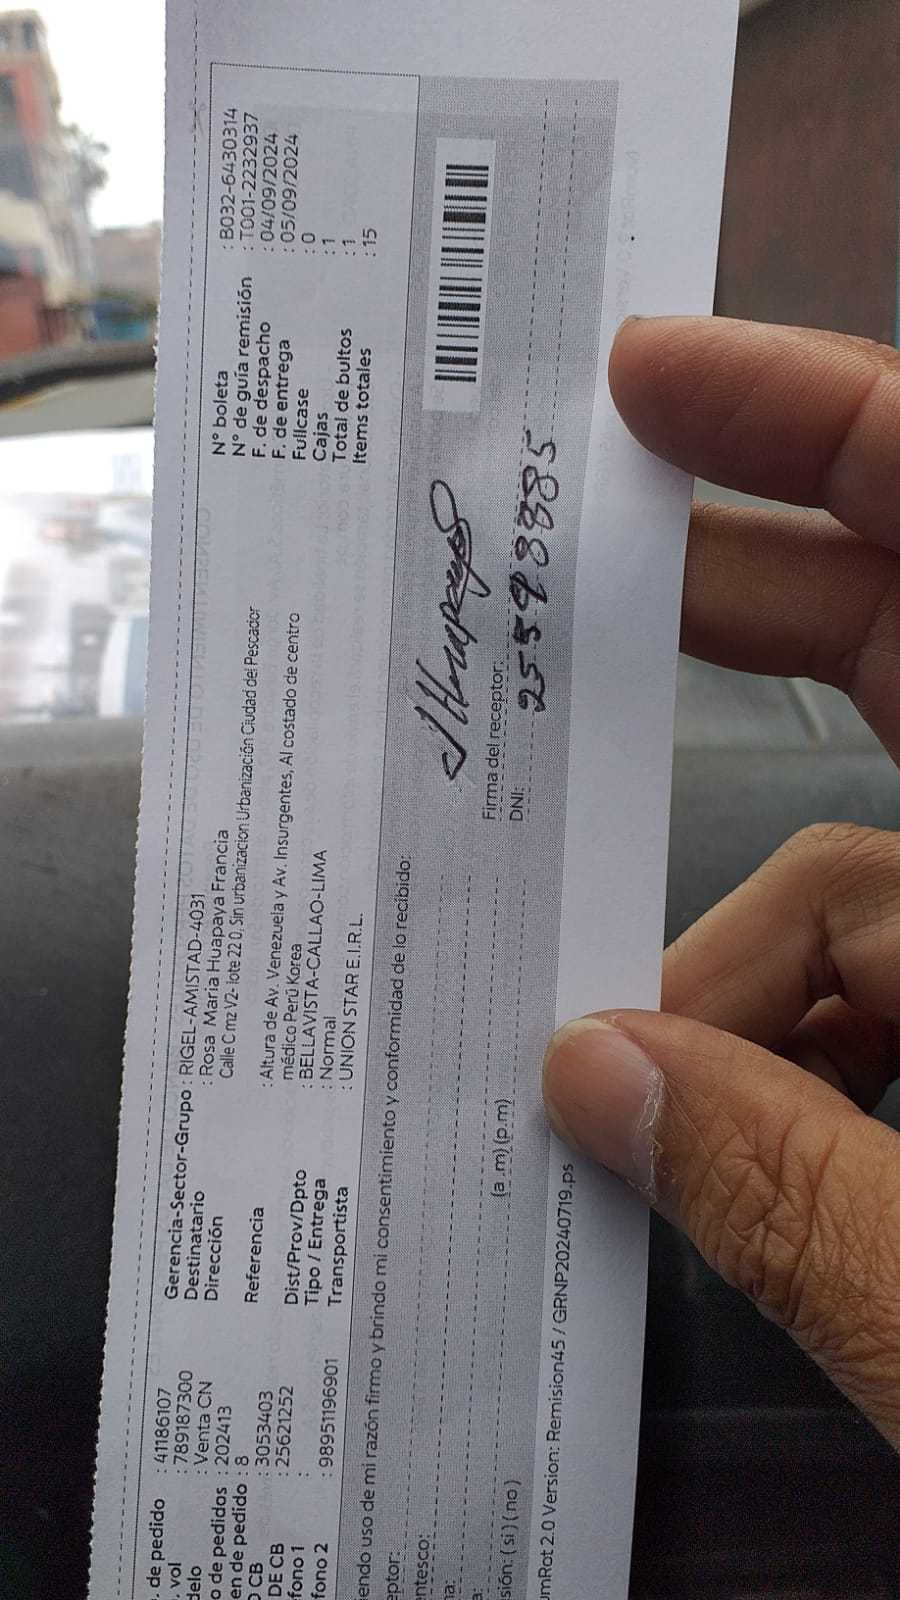 . de pedido : 41186107
. vol : 789187300
delo : Venta CN
o de pedidos : 202413
en de pedido : 8
O CB : 3053403
DE CB : 25621252
fono 1 :
fono 2 : 98951196901
Gerencia-Sector-Grupo : RIGEL-AMISTAD-4031
Destinatario : Rosa Maria Huapaya Francia
Dirección Calle C mz V2- lote 22 0, Sin urbanizacion Urbanización Ciudad del Pescador
Referencia : Altura de Av. Venezuela y Av. Insurgentes, Al costado de centro
médico Perú Korea
Dist/Prov/Dpto : BELLAVISTA-CALLAO-LIMA
Tipo / Entrega : Normal
Transportista : UNION STAR E.I.R.L.
N° boleta : B032-6430314
N° de guía remisión : T001-2232937
F. de despacho : 04/09/2024
F. de entrega : 05/09/2024
Fullcase : 0
Cajas : 1
Total de bultos : 1
Items totales : 15
iendo uso de mi razón firmo y brindo mi consentimiento y conformidad de lo recibido:
eptor:
entesco:
na:
a: (a .m) (p.m)
sión: ( si ) ( no )
Firma del receptor:
DNI:
umRot 2.0 Version: Remision45 / GRNP20240719.ps